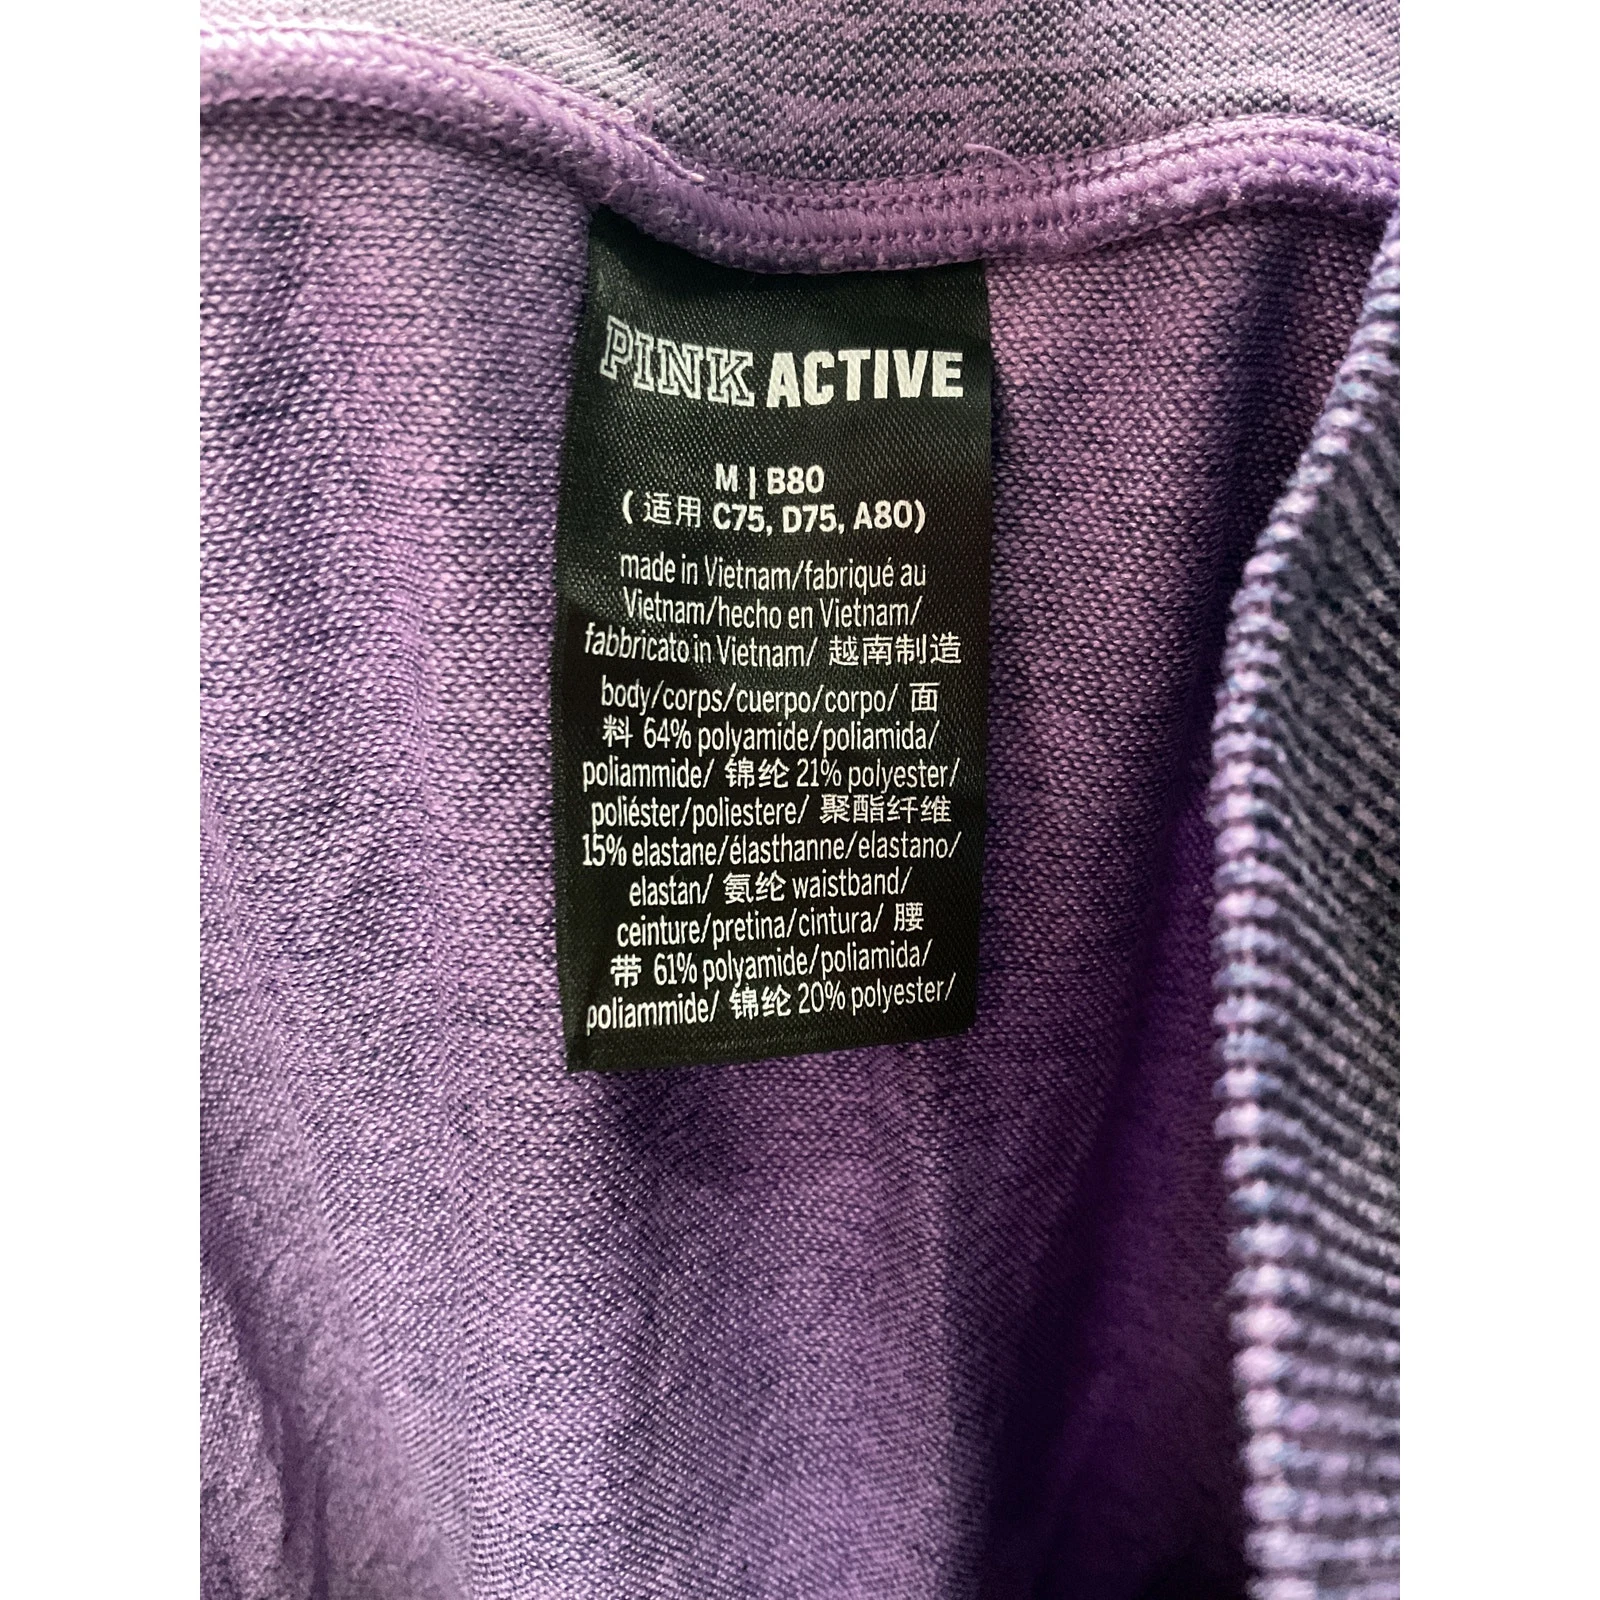 PINK ACTIVE
M | B80
( 适用 C75, D75, A80)
made in Vietnam/fabriqué au
Vietnam/hecho en Vietnam/
fabbricato in Vietnam/ 越南制造
body/corps/cuerpo/corpo/ 面
料 64% polyamide/poliamida/
poliammide/ 锦纶 21% polyester/
poliéster/poliestere/ 聚酯纤维
15% elastane/élasthanne/elastano/
elastan/ 氨纶 waistband/
ceinture/pretina/cintura/ 腰
带 61% polyamide/poliamida/
poliammide/ 锦纶 20% polyester/